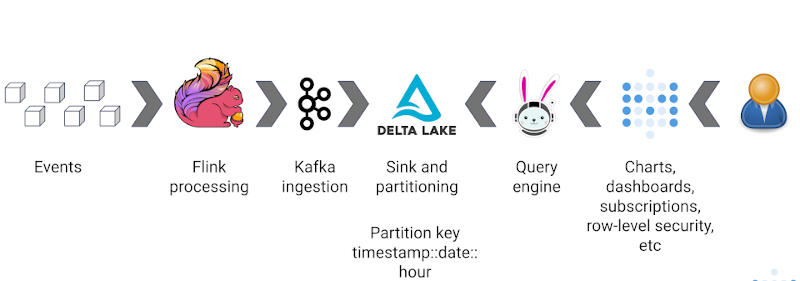 DELTA LAKE
Events
Flink
processing
Kafka
ingestion
Sink and
partitioning
Partition key
timestamp::date::
hour
Query
engine
Charts,
dashboards,
subscriptions,
row-level security,
etc